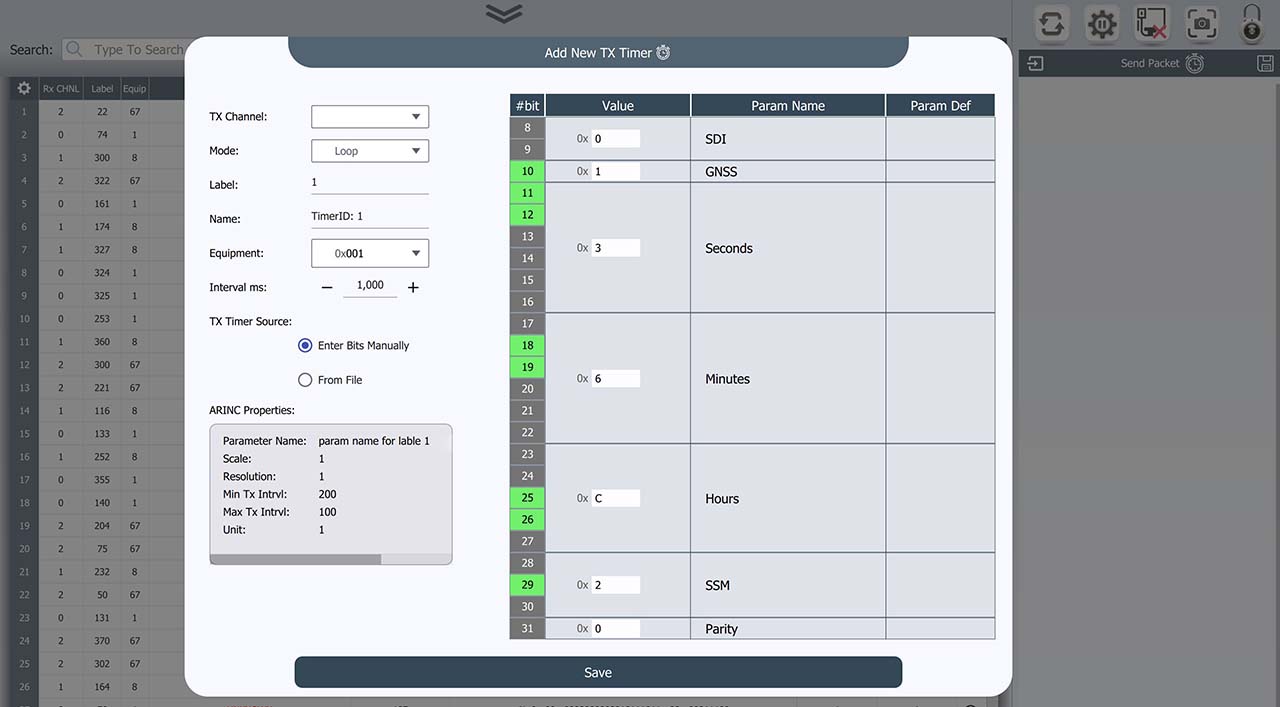 Search:
Type To Search
Add New TX Timer
Send Packet
Rx CHNL Label Equip
1 2 22 67
2 0 74 1
3 1 300 8
4 2 322 67
5 0 161 1
6 1 174 8
7 1 327 8
8 0 324 1
9 0 325 1
10 0 253 1
11 1 360 8
12 2 300 67
13 2 221 67
14 1 116 8
15 0 133 1
16 1 252 8
17 0 355 1
18 0 140 1
19 2 204 67
20 2 75 67
21 1 232 8
22 2 50 67
23 0 131 1
24 2 370 67
25 2 302 67
26 1 164 8
TX Channel:
Mode: Loop
Label: 1
Name: TimerID: 1
Equipment: 0x001
Interval ms: − 1,000 +
TX Timer Source:
Enter Bits Manually
From File
ARINC Properties:
Parameter Name: param name for lable 1
Scale: 1
Resolution: 1
Min Tx Intrvl: 200
Max Tx Intrvl: 100
Unit: 1
#bit Value Param Name Param Def
8
0x 0 SDI
9
10 0x 1 GNSS
11
12
13
0x 3 Seconds
14
15
16
17
18
19
0x 6 Minutes
20
21
22
23
24
25 0x C Hours
26
27
28
29 0x 2 SSM
30
31 0x 0 Parity
Save